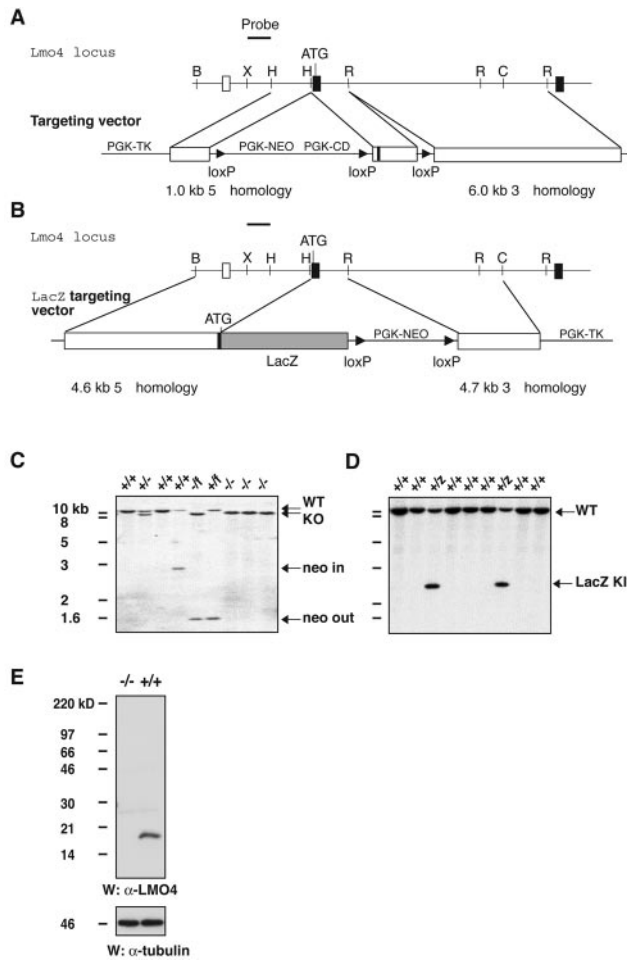 A
Probe
Lmo4 locus
ATG
B X H H R R C R
Targeting vector
PGK-TK PGK-NEO PGK-CD
loxP loxP loxP
1.0 kb 5 homology 6.0 kb 3 homology
B
Lmo4 locus
ATG
B X H H R R C R
LacZ targeting
vector
ATG
PGK-NEO PGK-TK
LacZ loxP loxP
4.6 kb 5 homology 4.7 kb 3 homology
C
+/+ +/- +/+ +/+ -/f +/f -/- -/- -/-
10 kb
8
5
3
2
1.6
WT
KO
neo in
neo out
D
+/+ +/+ +/Z +/+ +/+ +/+ +/Z +/+ +/+
WT
LacZ KI
E
-/- +/+
220 kD
97
66
46
30
21
14
W: α-LMO4
46
W: α-tubulin